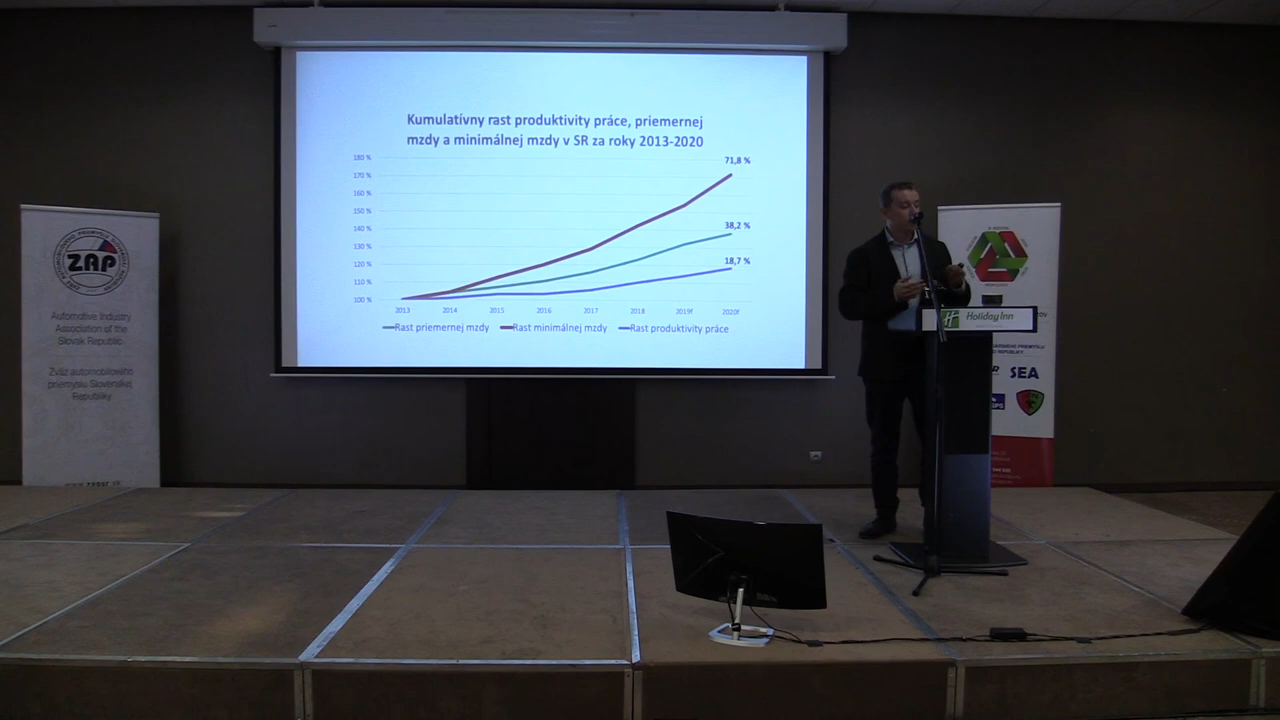 Kumulatívny rast produktivity práce, priemernej
mzdy a minimálnej mzdy v SR za roky 2013-2020
180 %
170 %
160 %
150 %
140 %
130 %
120 %
110 %
100 %
71,8 %
38,2 %
18,7 %
2013
2014
2015
2016
2017
2018
2019f
2020f
Rast priemernej mzdy
Rast minimálnej mzdy
Rast produktivity práce
ZAP
Automotive Industry
Association of the
Slovak Republic
Zväz automobilového
priemyslu Slovenskej
Republiky
Holiday Inn
SEA